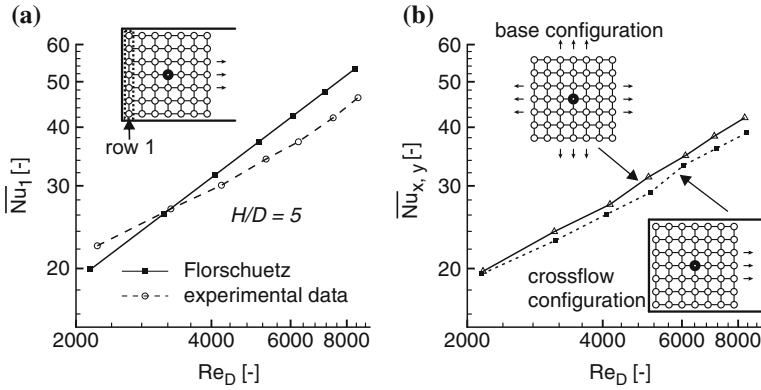 (a)
60
50
40
30
20
Nu1 [-]
row 1
H/D = 5
Florschuetz
experimental data
2000
4000
6000
8000
ReD [-]
(b)
60
50
40
30
20
Nux, y [-]
base configuration
crossflow
configuration
2000
4000
6000
8000
ReD [-]